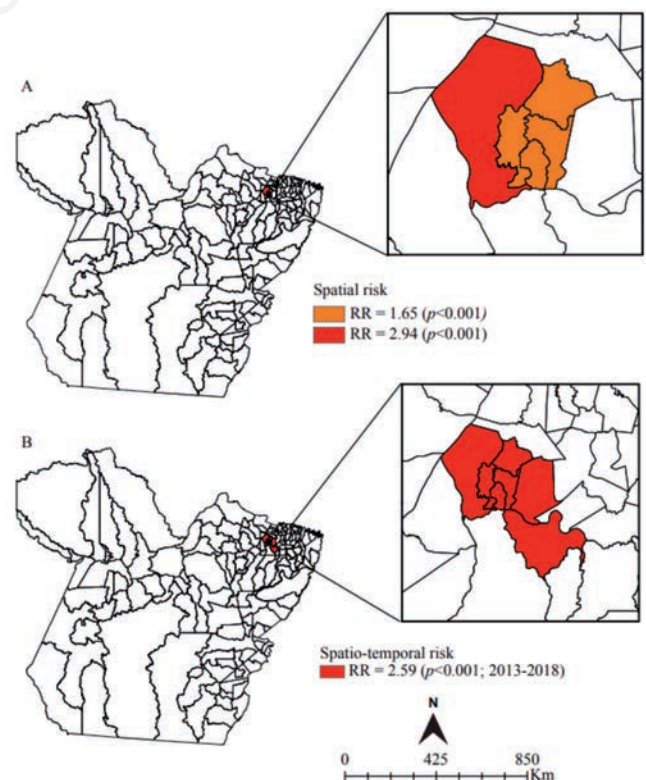 A
Spatial risk
RR = 1.65 (p<0.001)
RR = 2.94 (p<0.001)
B
Spatio-temporal risk
RR = 2.59 (p<0.001; 2013-2018)
N
0 425 850
Km